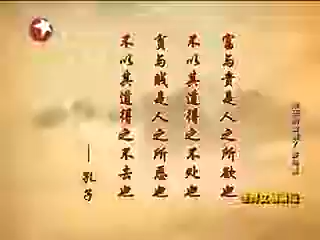 富与贵是人之所欲也
不以其道得之不处也
贫与贱是人之所恶也
不以其道得之不去也
——孔子